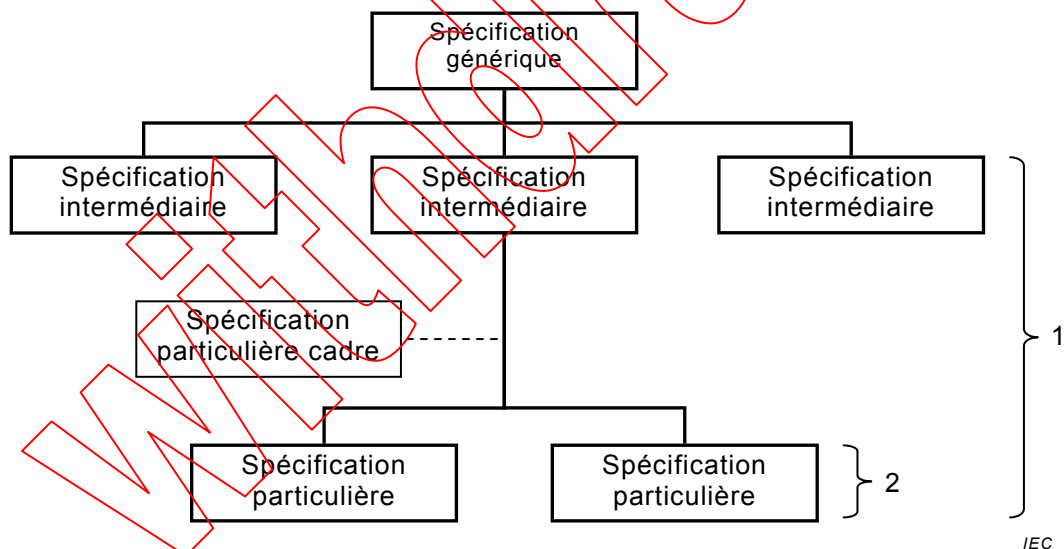 Spécification
générique
Spécification
intermédiaire
Spécification
intermédiaire
Spécification
intermédiaire
1
Spécification
particulière cadre
Spécification
particulière
Spécification
particulière
2
IEC